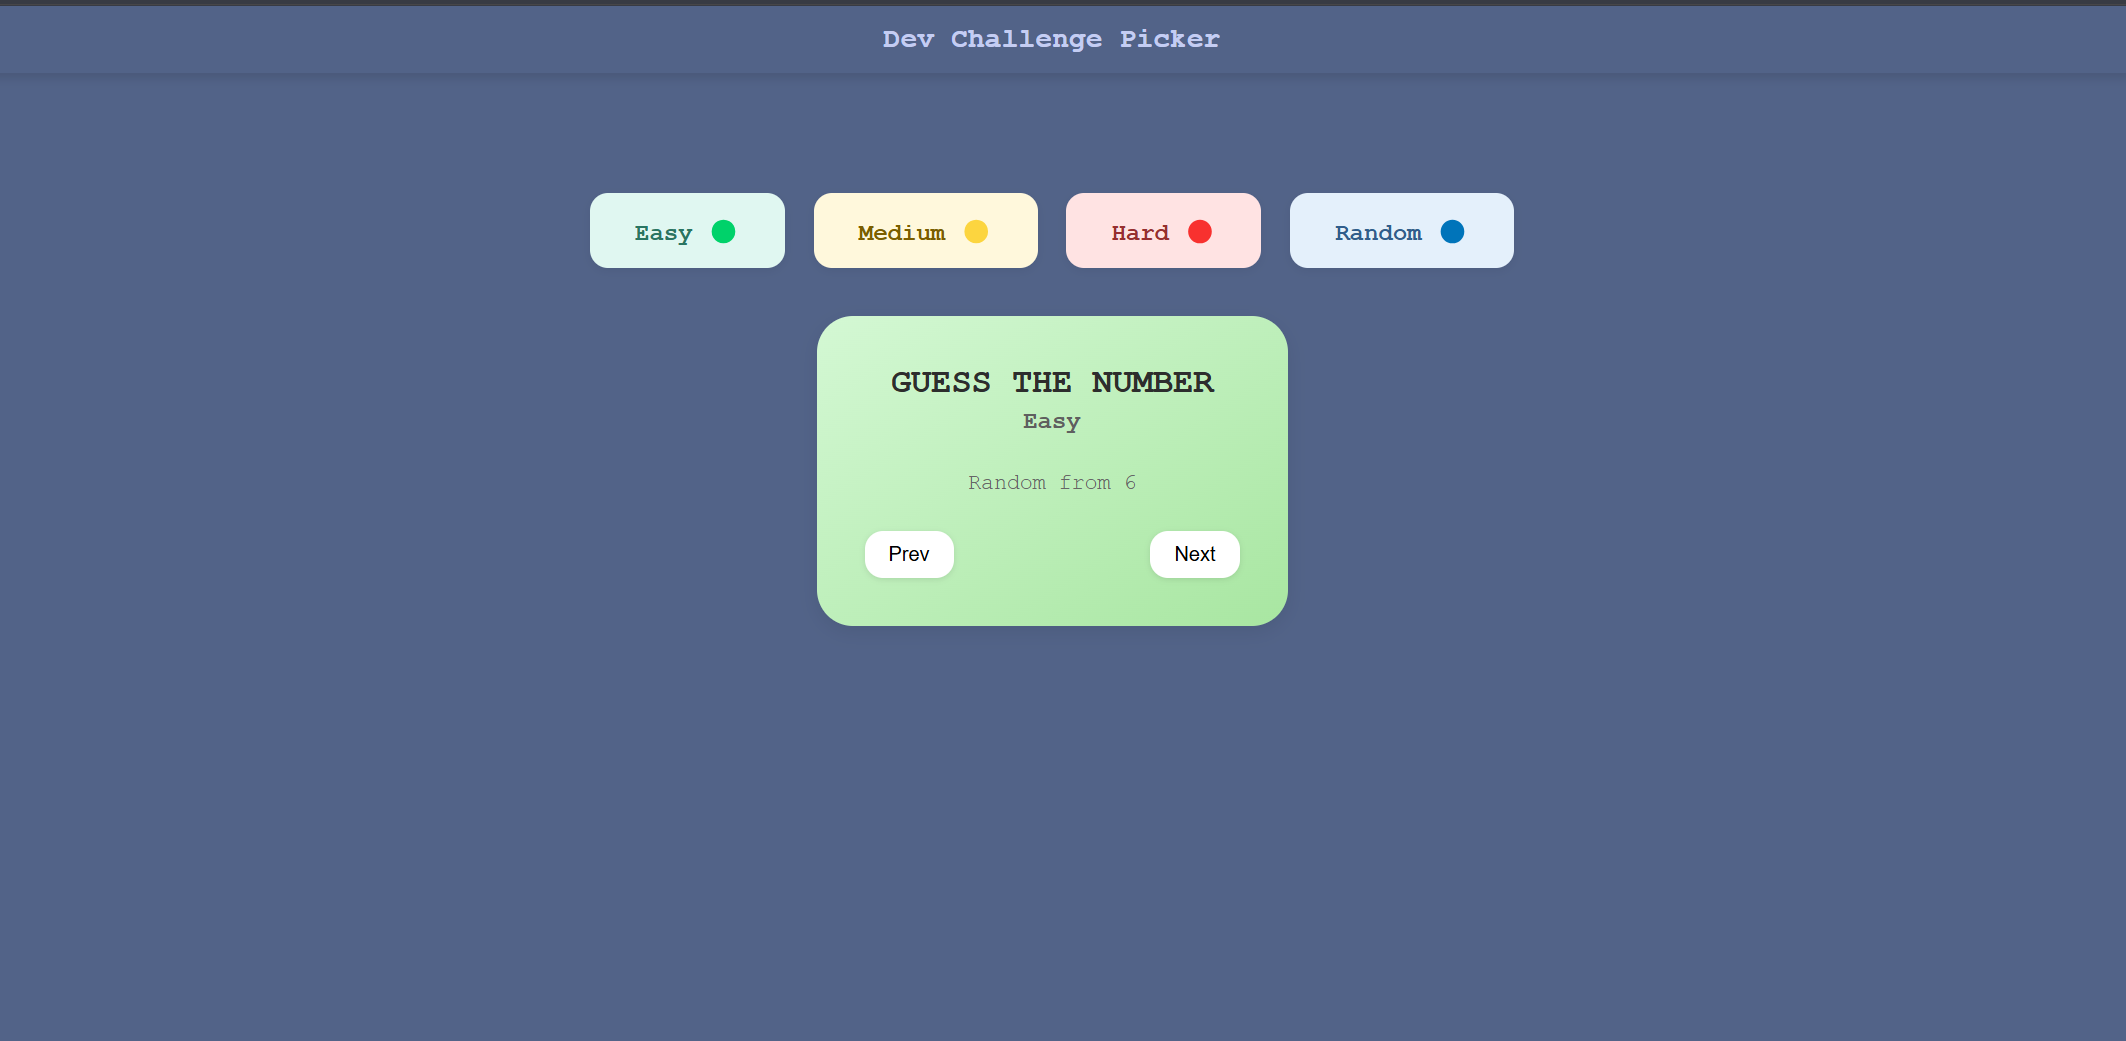 Dev Challenge Picker
Easy
Medium
Hard
Random
GUESS THE NUMBER
Easy
Random from 6
Prev
Next